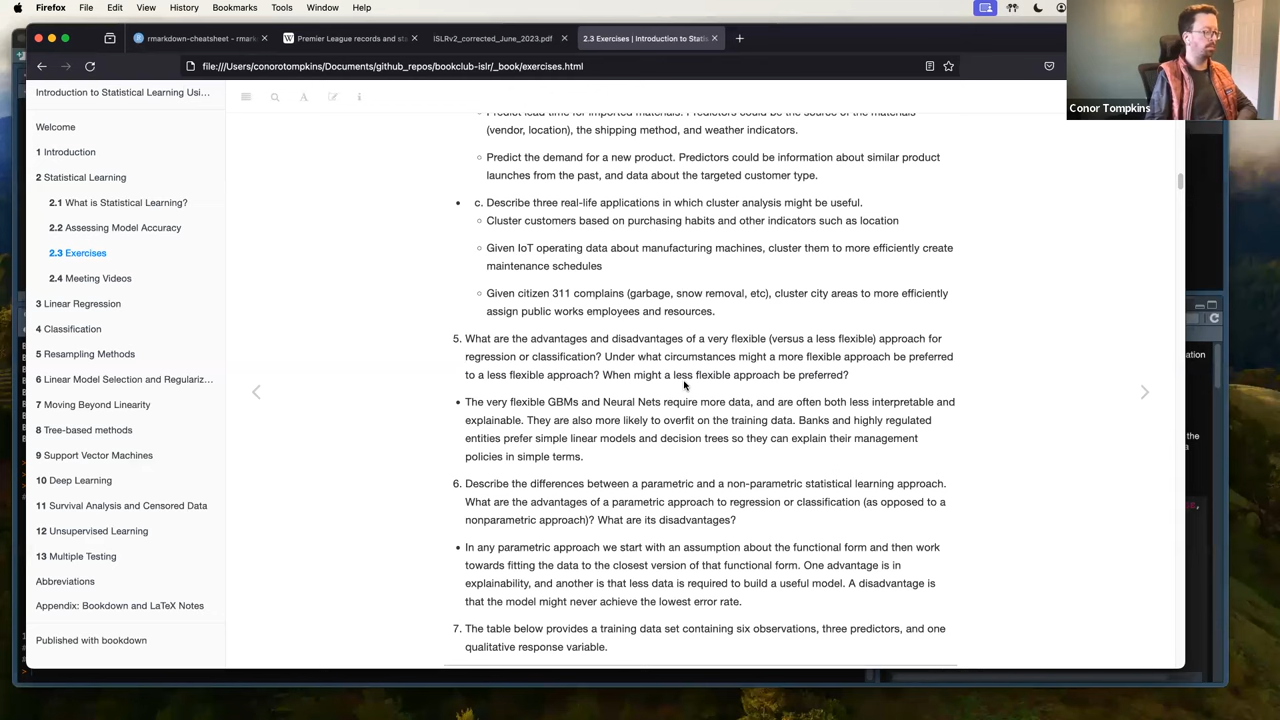 Firefox File Edit View History Bookmarks Tools Window Help
rmarkdown-cheatsheet - rmark
Premier League records and sta
ISLRv2_corrected_June_2023.pdf
2.3 Exercises | Introduction to Stati
file:///Users/conorotompkins/Documents/github_repos/bookclub-islr/_book/exercises.html
Conor Tompkins
Introduction to Statistical Learning Usi...
Welcome
1 Introduction
2 Statistical Learning
2.1 What is Statistical Learning?
2.2 Assessing Model Accuracy
2.3 Exercises
2.4 Meeting Videos
3 Linear Regression
4 Classification
5 Resampling Methods
6 Linear Model Selection and Regulariz...
7 Moving Beyond Linearity
8 Tree-based methods
9 Support Vector Machines
10 Deep Learning
11 Survival Analysis and Censored Data
12 Unsupervised Learning
13 Multiple Testing
Abbreviations
Appendix: Bookdown and LaTeX Notes
Published with bookdown
Predict lead time for imported materials. Predictors could be the source of the materials
(vendor, location), the shipping method, and weather indicators.
Predict the demand for a new product. Predictors could be information about similar product
launches from the past, and data about the targeted customer type.
c. Describe three real-life applications in which cluster analysis might be useful.
Cluster customers based on purchasing habits and other indicators such as location
Given IoT operating data about manufacturing machines, cluster them to more efficiently create
maintenance schedules
Given citizen 311 complains (garbage, snow removal, etc), cluster city areas to more efficiently
assign public works employees and resources.
5. What are the advantages and disadvantages of a very flexible (versus a less flexible) approach for
regression or classification? Under what circumstances might a more flexible approach be preferred
to a less flexible approach? When might a less flexible approach be preferred?
The very flexible GBMs and Neural Nets require more data, and are often both less interpretable and
explainable. They are also more likely to overfit on the training data. Banks and highly regulated
entities prefer simple linear models and decision trees so they can explain their management
policies in simple terms.
6. Describe the differences between a parametric and a non-parametric statistical learning approach.
What are the advantages of a parametric approach to regression or classification (as opposed to a
nonparametric approach)? What are its disadvantages?
In any parametric approach we start with an assumption about the functional form and then work
towards fitting the data to the closest version of that functional form. One advantage is in
explainability, and another is that less data is required to build a useful model. A disadvantage is
that the model might never achieve the lowest error rate.
7. The table below provides a training data set containing six observations, three predictors, and one
qualitative response variable.